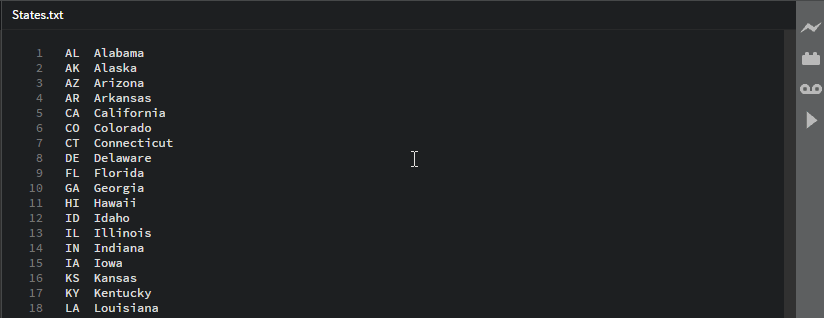 States.txt
1 AL Alabama
2 AK Alaska
3 AZ Arizona
4 AR Arkansas
5 CA California
6 CO Colorado
7 CT Connecticut
8 DE Delaware
9 FL Florida
10 GA Georgia
11 HI Hawaii
12 ID Idaho
13 IL Illinois
14 IN Indiana
15 IA Iowa
16 KS Kansas
17 KY Kentucky
18 LA Louisiana